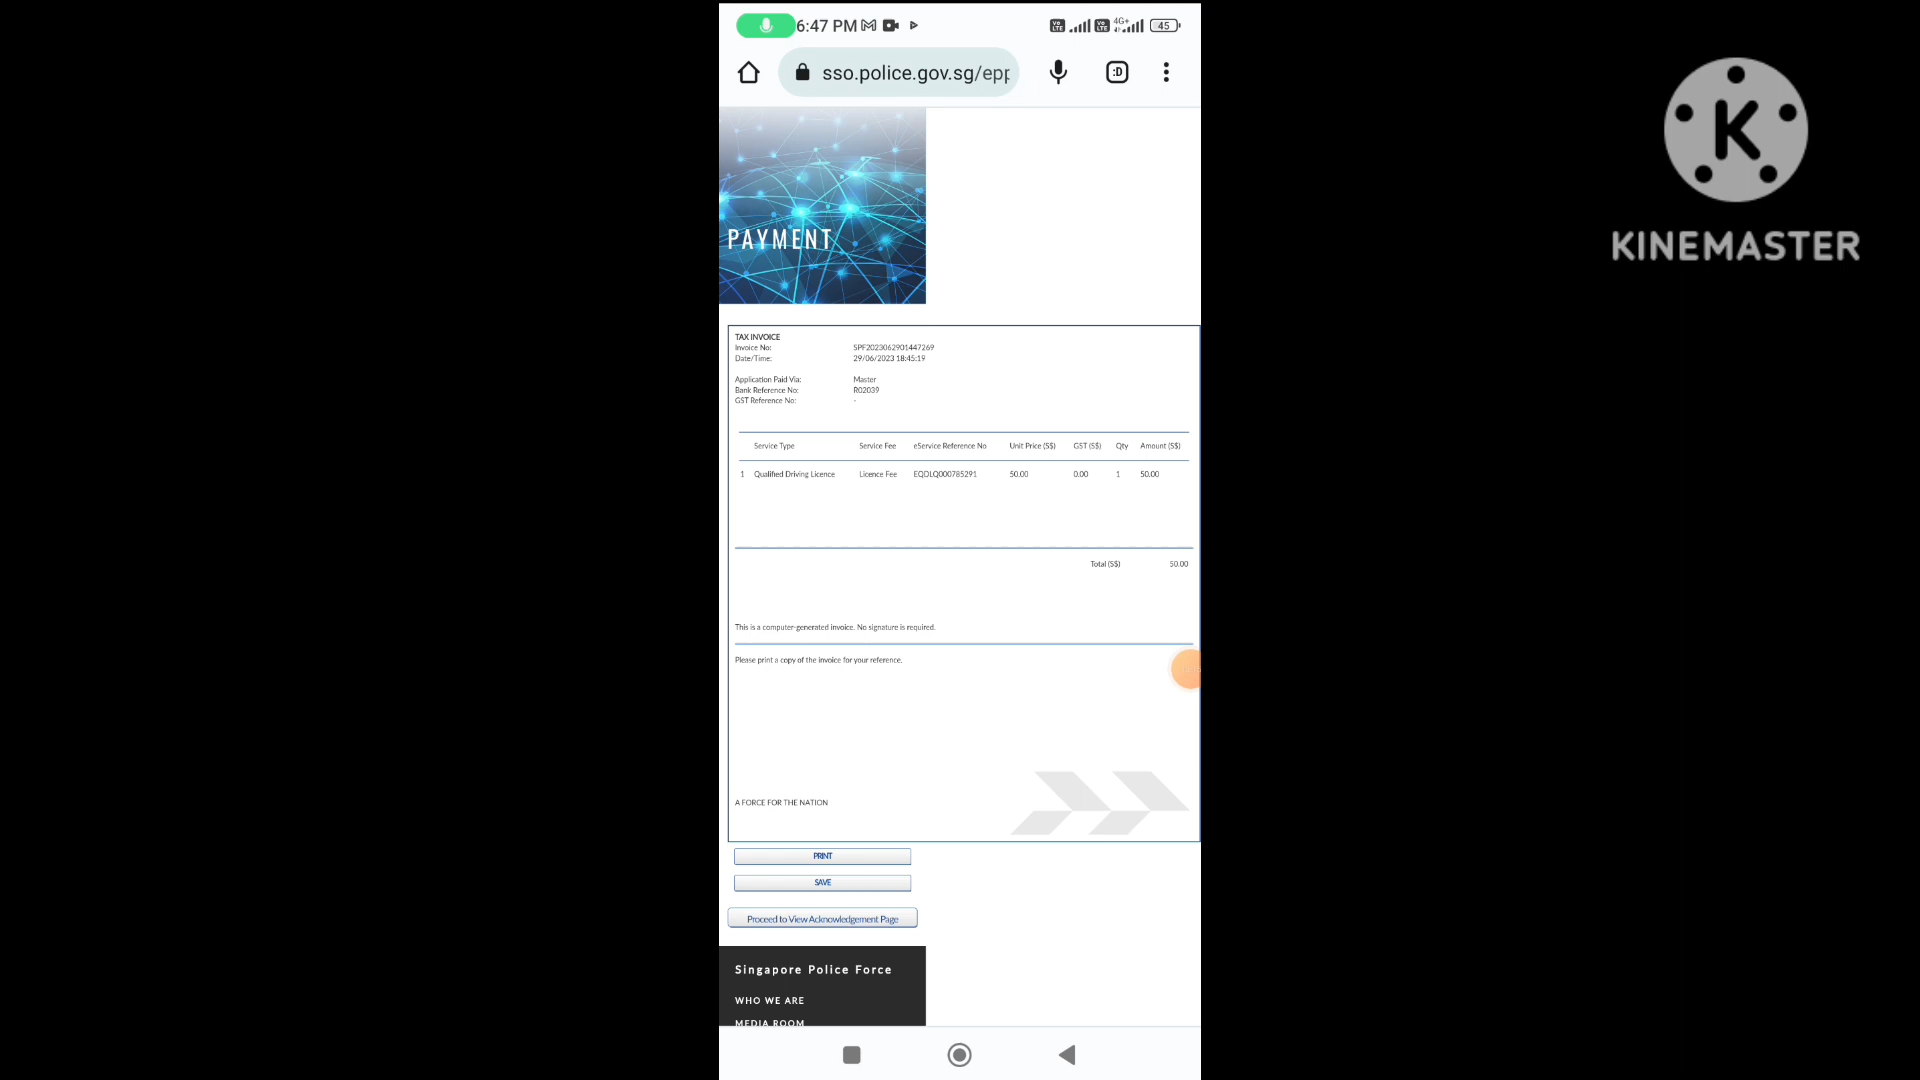 6:47 PM
4G+
45
sso.police.gov.sg/epp
:D
K
KINEMASTER
PAYMENT
TAX INVOICE
Invoice No: SPF2023062901447269
Date/Time: 29/06/2023 18:45:19
Application Paid Via: Master
Bank Reference No: R02039
GST Reference No: -
Service Type Service Fee eService Reference No Unit Price (S$) GST (S$) Qty Amount (S$)
1 Qualified Driving Licence Licence Fee EQDLQ000785291 50.00 0.00 1 50.00
Total (S$) 50.00
This is a computer-generated invoice. No signature is required.
Please print a copy of the invoice for your reference.
A FORCE FOR THE NATION
PRINT
SAVE
Proceed to View Acknowledgement Page
Singapore Police Force
WHO WE ARE
MEDIA ROOM